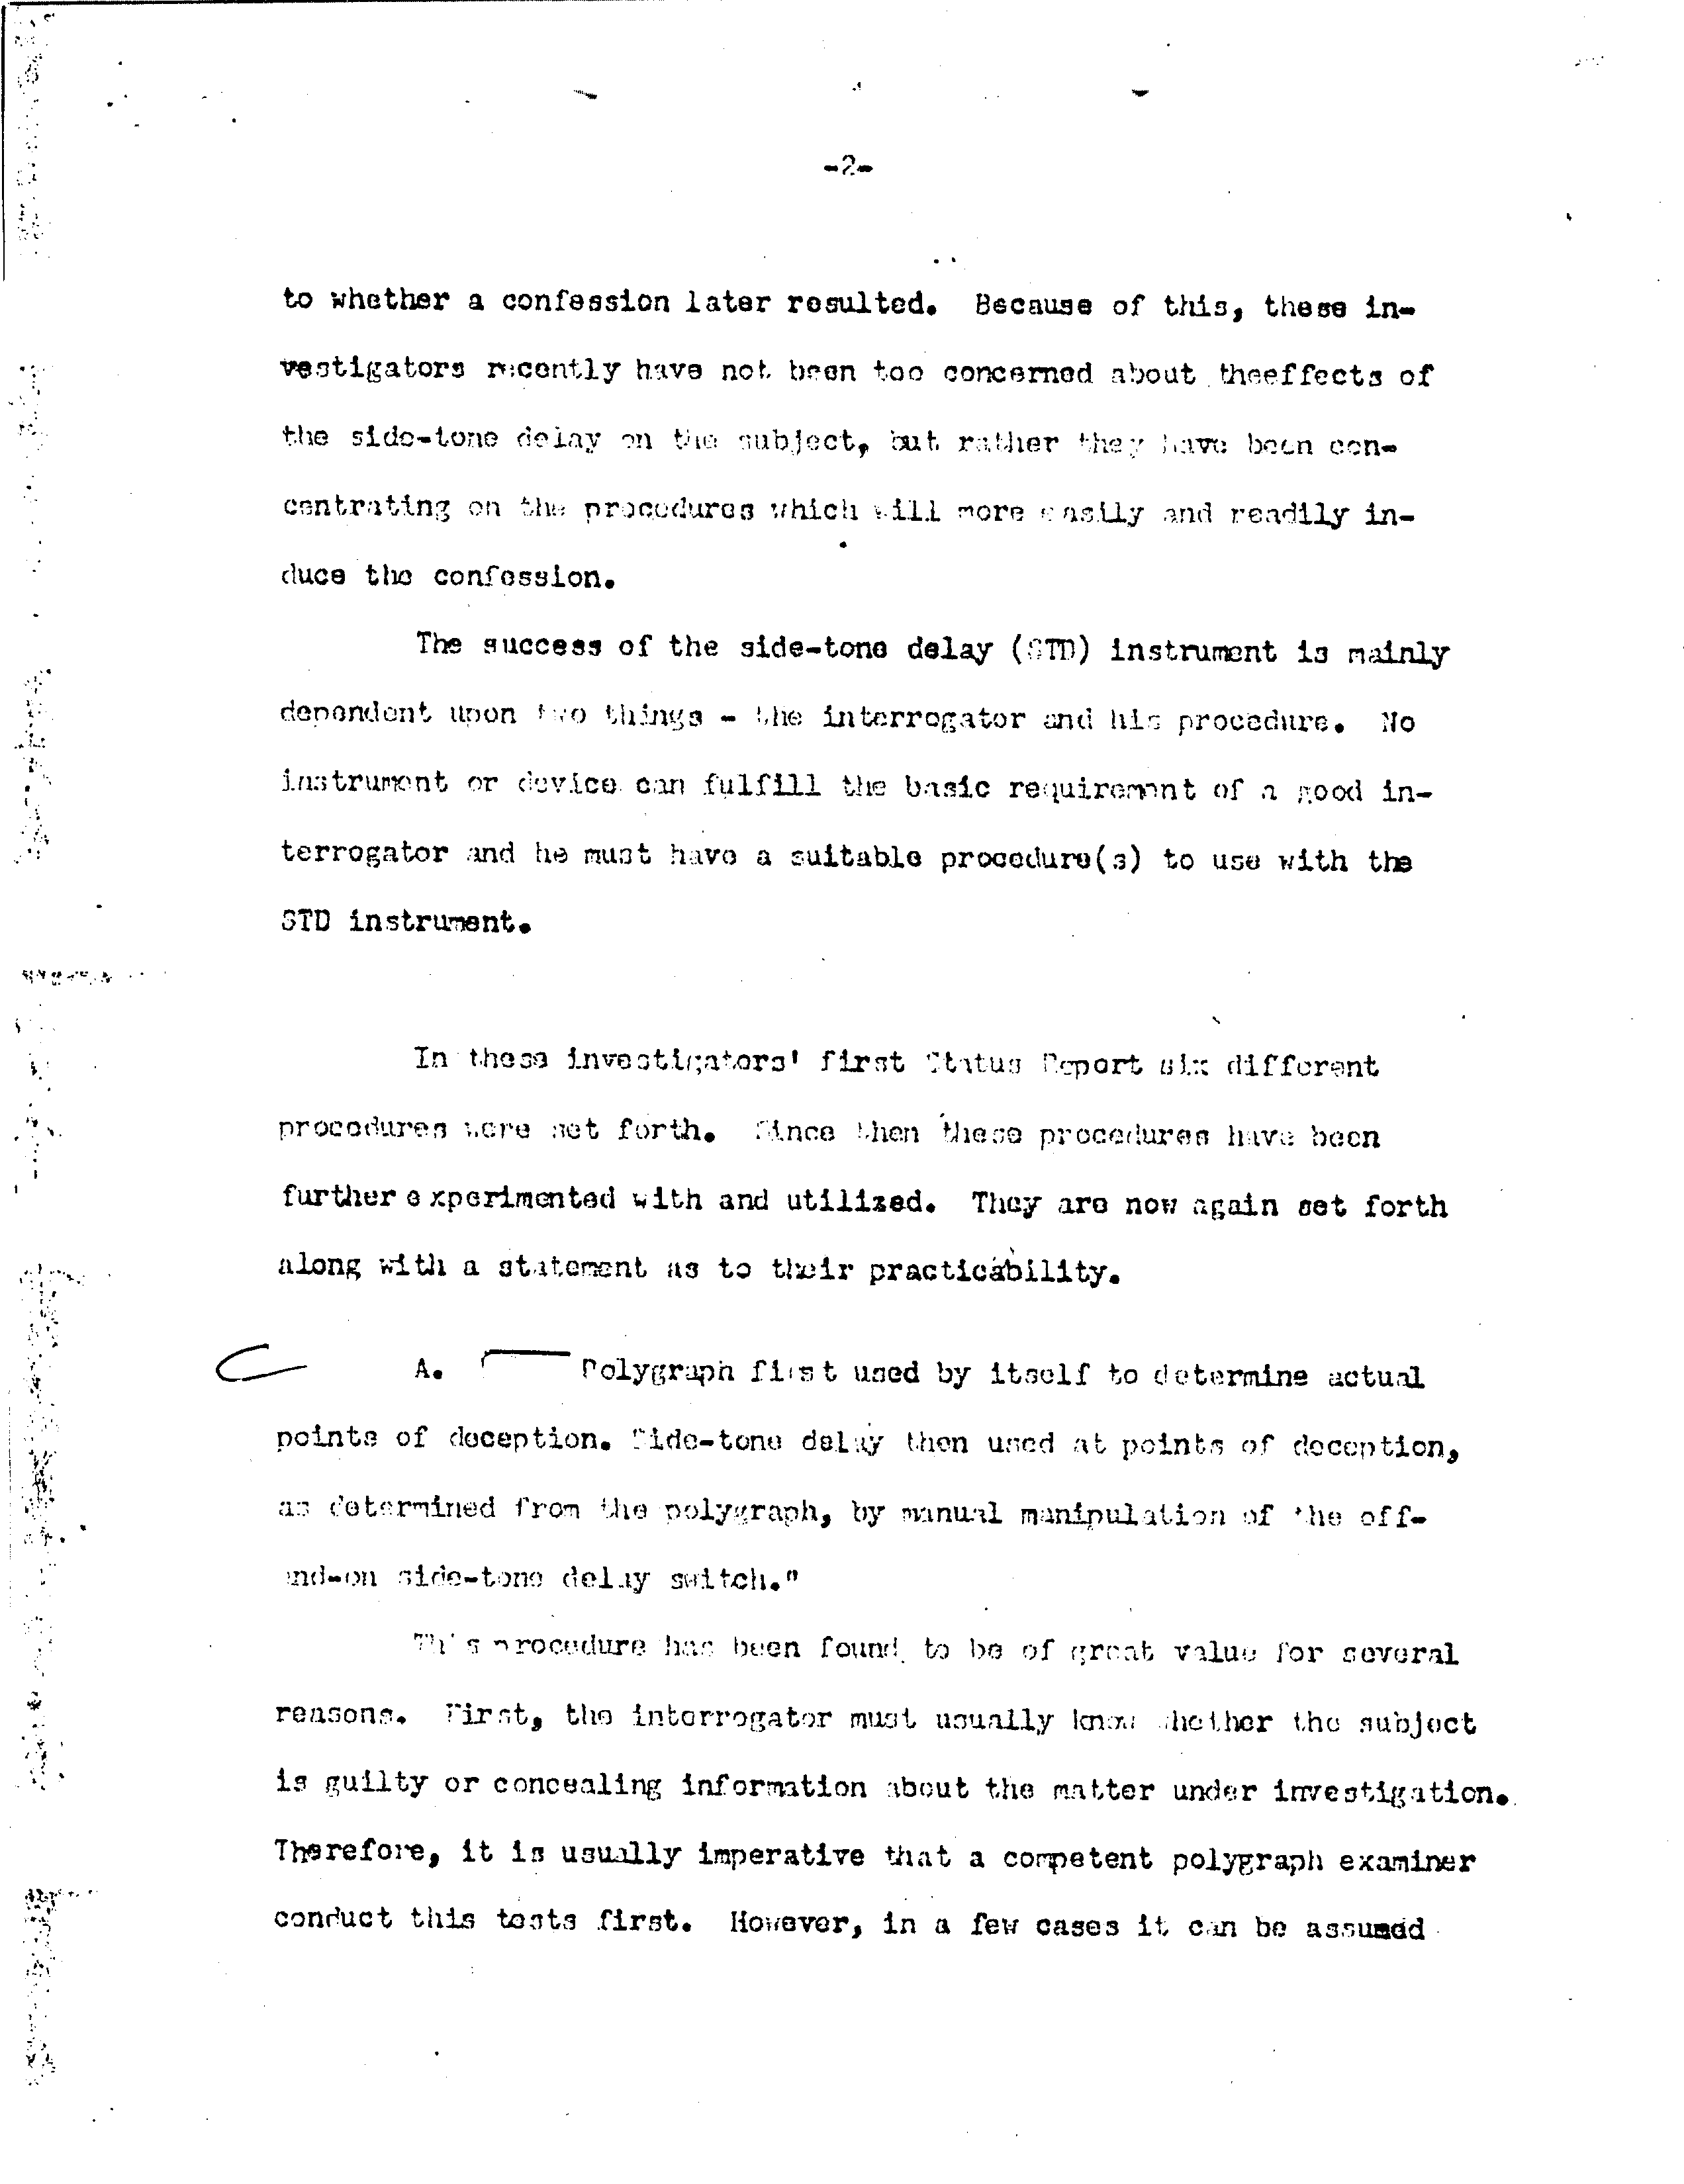 -2-
to whether a confession later resulted. Because of this, these in-
vestigators recently have not been too concerned about theeffects of
the side-tone delay on the subject, but rather they have been con-
centrating on the procedures which will more easily and readily in-
duce the confession.
The success of the side-tone delay (STD) instrument is mainly
dependent upon two things - the interrogator and his procedure. No
instrument or device can fulfill the basic requirement of a good in-
terrogator and he must have a suitable procedure(s) to use with the
STD instrument.
In these investigators' first Status Report six different
procedures were set forth. Since then these procedures have been
further experimented with and utilized. They are now again set forth
along with a statement as to their practicability.
A. Polygraph first used by itself to determine actual
points of deception. Side-tone delay then used at points of deception,
as determined from the polygraph, by manual manipulation of the off-
and-on side-tone delay switch."
This procedure has been found to be of great value for several
reasons. First, the interrogator must usually know whether the subject
is guilty or concealing information about the matter under investigation.
Therefore, it is usually imperative that a competent polygraph examiner
conduct this tests first. However, in a few cases it can be assumed